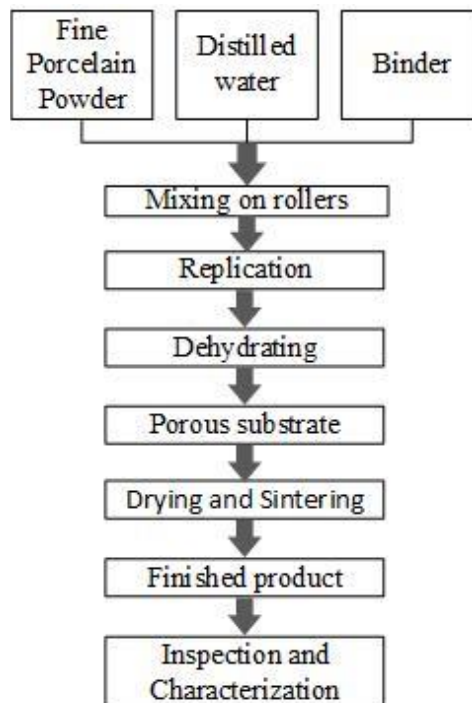 Fine
Porcelain
Powder
Distilled
water
Binder
Mixing on rollers
Replication
Dehydrating
Porous substrate
Drying and Sintering
Finished product
Inspection and
Characterization